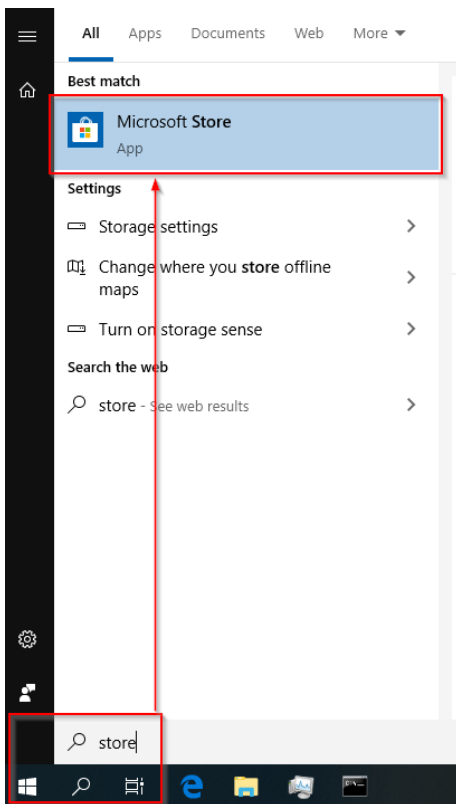 All Apps Documents Web More
Best match
Microsoft Store
App
Settings
Storage settings
Change where you store offline
maps
Turn on storage sense
Search the web
store - See web results
store